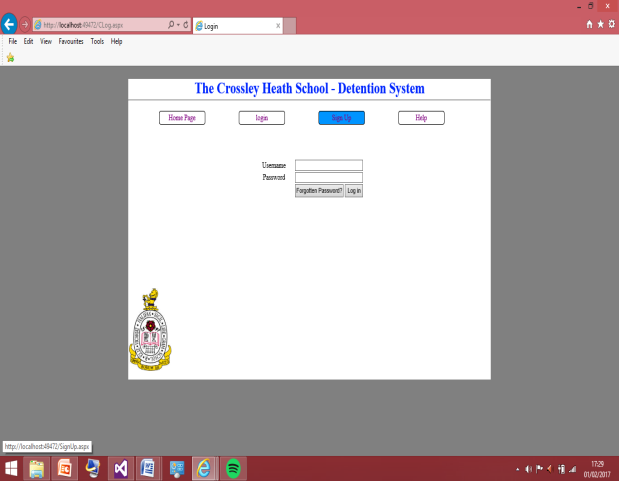 http://localhost:49472/CLog.aspx
Login
File Edit View Favourites Tools Help
The Crossley Heath School - Detention System
Home Page login Sign Up Help
Username
Password
Forgotten Password? Log in
http://localhost:49472/SignUp.aspx
17:29
01/02/2017